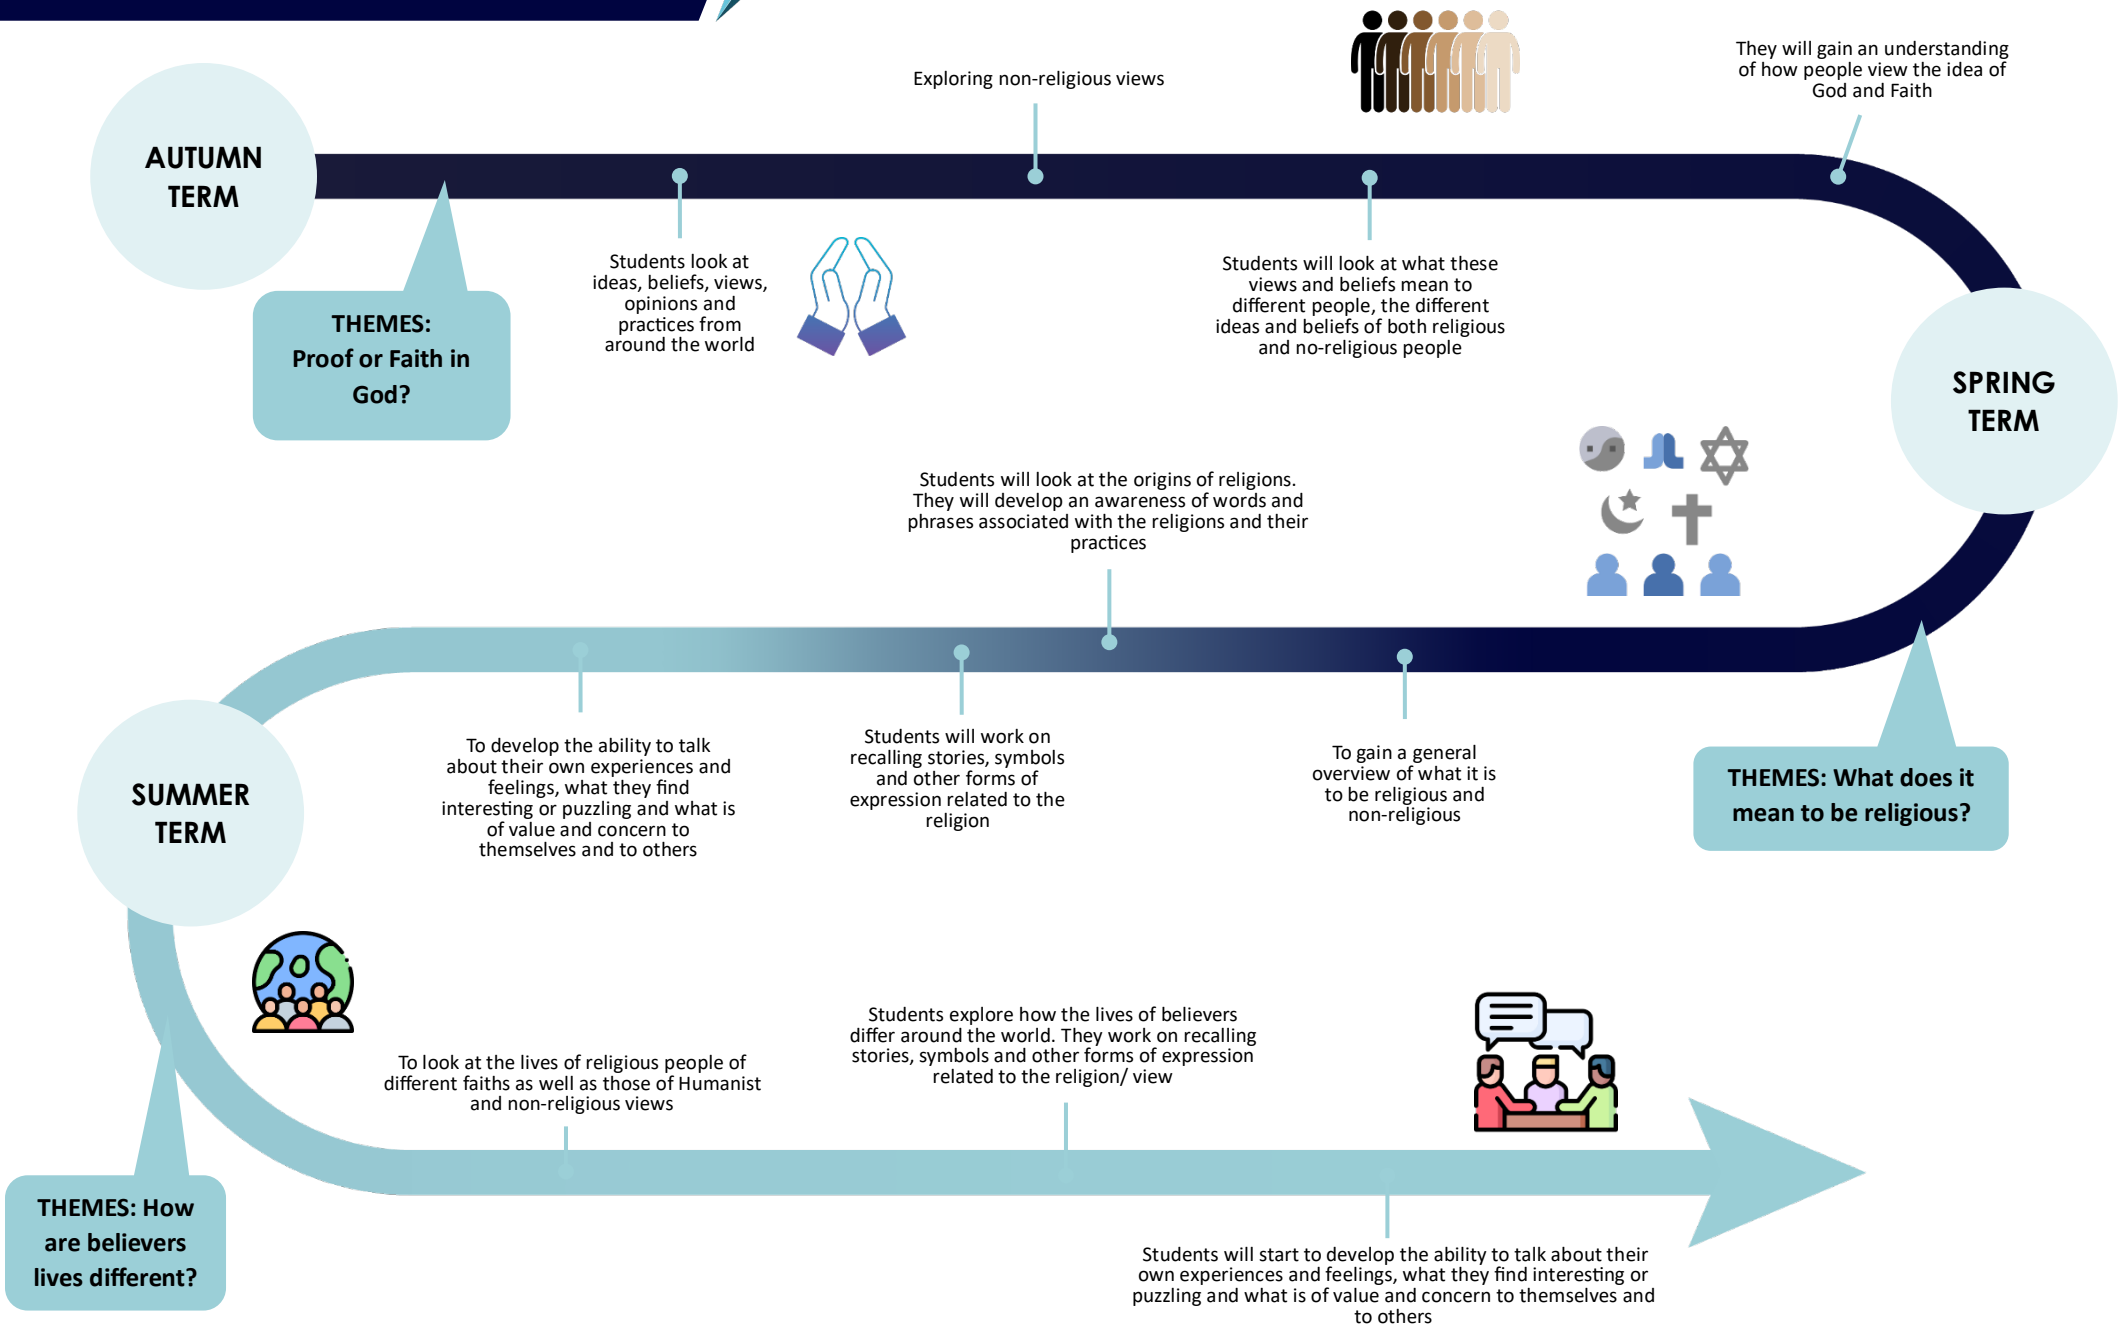 AUTUMN
TERM
THEMES:
Proof or Faith in
God?
Students look at
ideas, beliefs, views,
opinions and
practices from
around the world
Exploring non-religious views
Students will look at what these
views and beliefs mean to
different people, the different
ideas and beliefs of both religious
and no-religious people
They will gain an understanding
of how people view the idea of
God and Faith
SPRING
TERM
THEMES: What does it
mean to be religious?
To gain a general
overview of what it is
to be religious and
non-religious
Students will look at the origins of religions.
They will develop an awareness of words and
phrases associated with the religions and their
practices
Students will work on
recalling stories, symbols
and other forms of
expression related to the
religion
To develop the ability to talk
about their own experiences and
feelings, what they find
interesting or puzzling and what is
of value and concern to
themselves and to others
SUMMER
TERM
THEMES: How
are believers
lives different?
To look at the lives of religious people of
different faiths as well as those of Humanist
and non-religious views
Students explore how the lives of believers
differ around the world. They work on recalling
stories, symbols and other forms of expression
related to the religion/ view
Students will start to develop the ability to talk about their
own experiences and feelings, what they find interesting or
puzzling and what is of value and concern to themselves and
to others